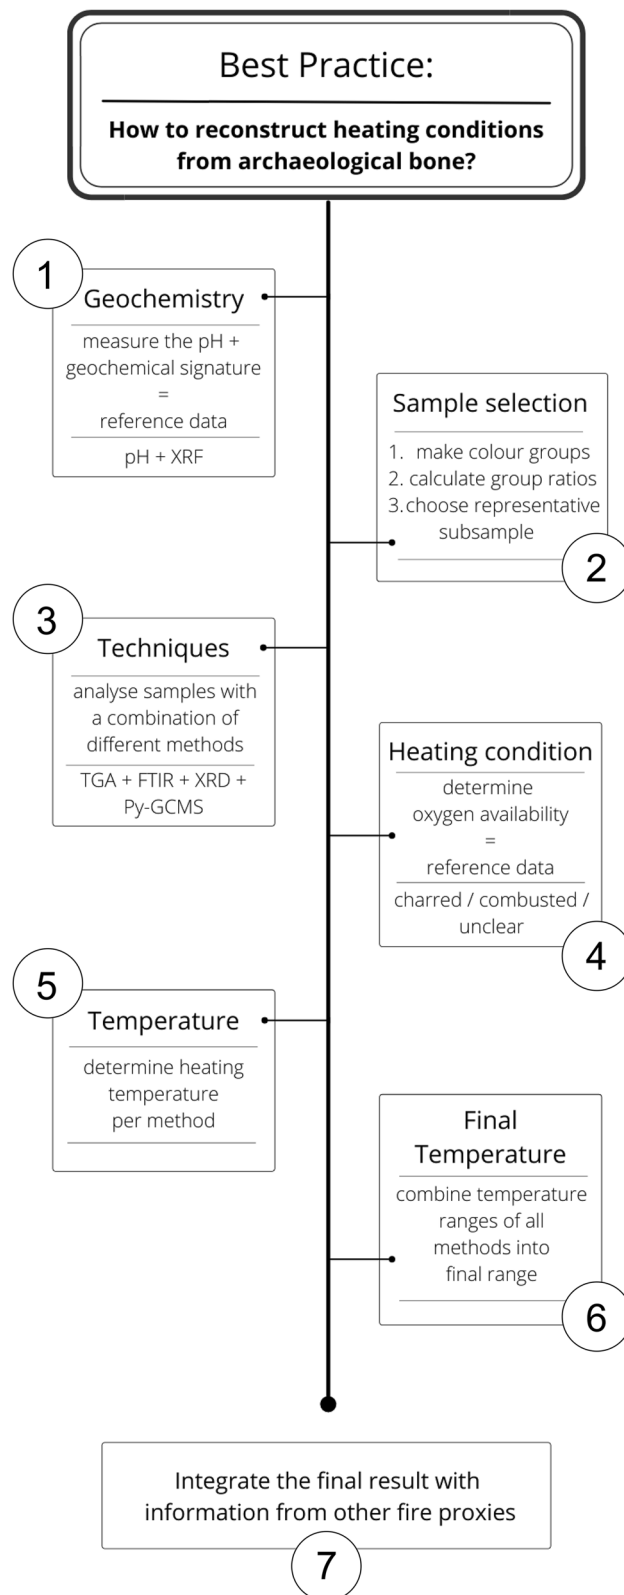 Best Practice:
How to reconstruct heating conditions
from archaeological bone?
1
Geochemistry
measure the pH +
geochemical signature
=
reference data
pH + XRF
Sample selection
1. make colour groups
2. calculate group ratios
3. choose representative
subsample
2
3
Techniques
analyse samples with
a combination of
different methods
TGA + FTIR + XRD +
Py-GCMS
Heating condition
determine
oxygen availability
=
reference data
charred / combusted /
unclear
4
5
Temperature
determine heating
temperature
per method
Final
Temperature
combine temperature
ranges of all
methods into
final range
6
Integrate the final result with
information from other fire proxies
7